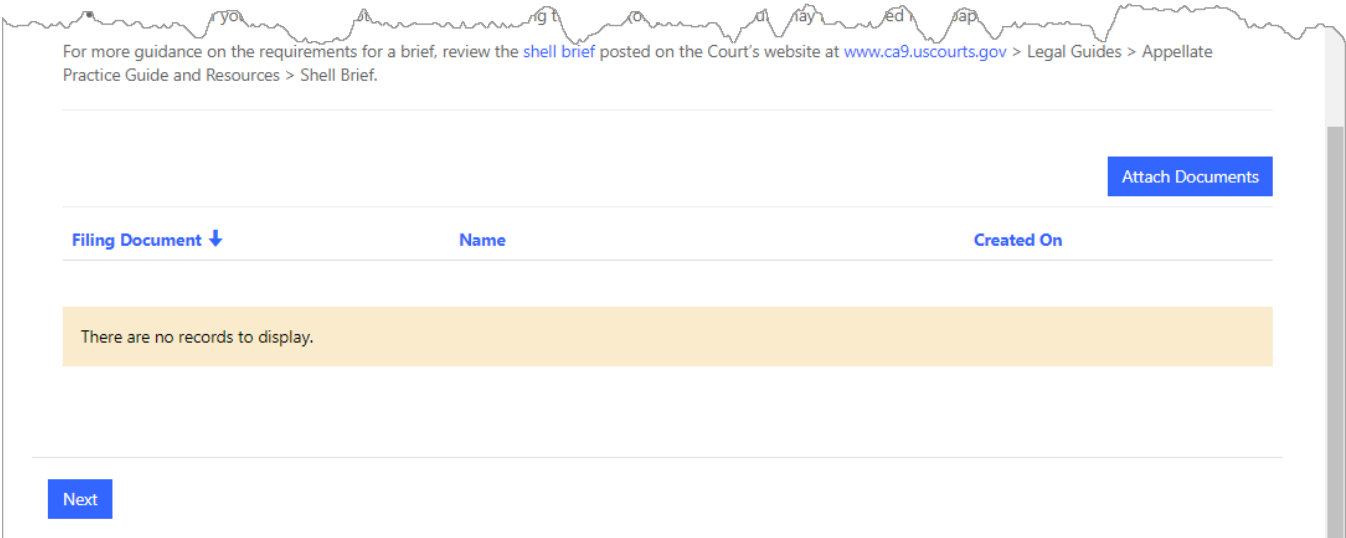 For more guidance on the requirements for a brief, review the shell brief posted on the Court’s website at www.ca9.uscourts.gov > Legal Guides > Appellate
Practice Guide and Resources > Shell Brief.
Attach Documents
Filing Document Name Created On
There are no records to display.
Next